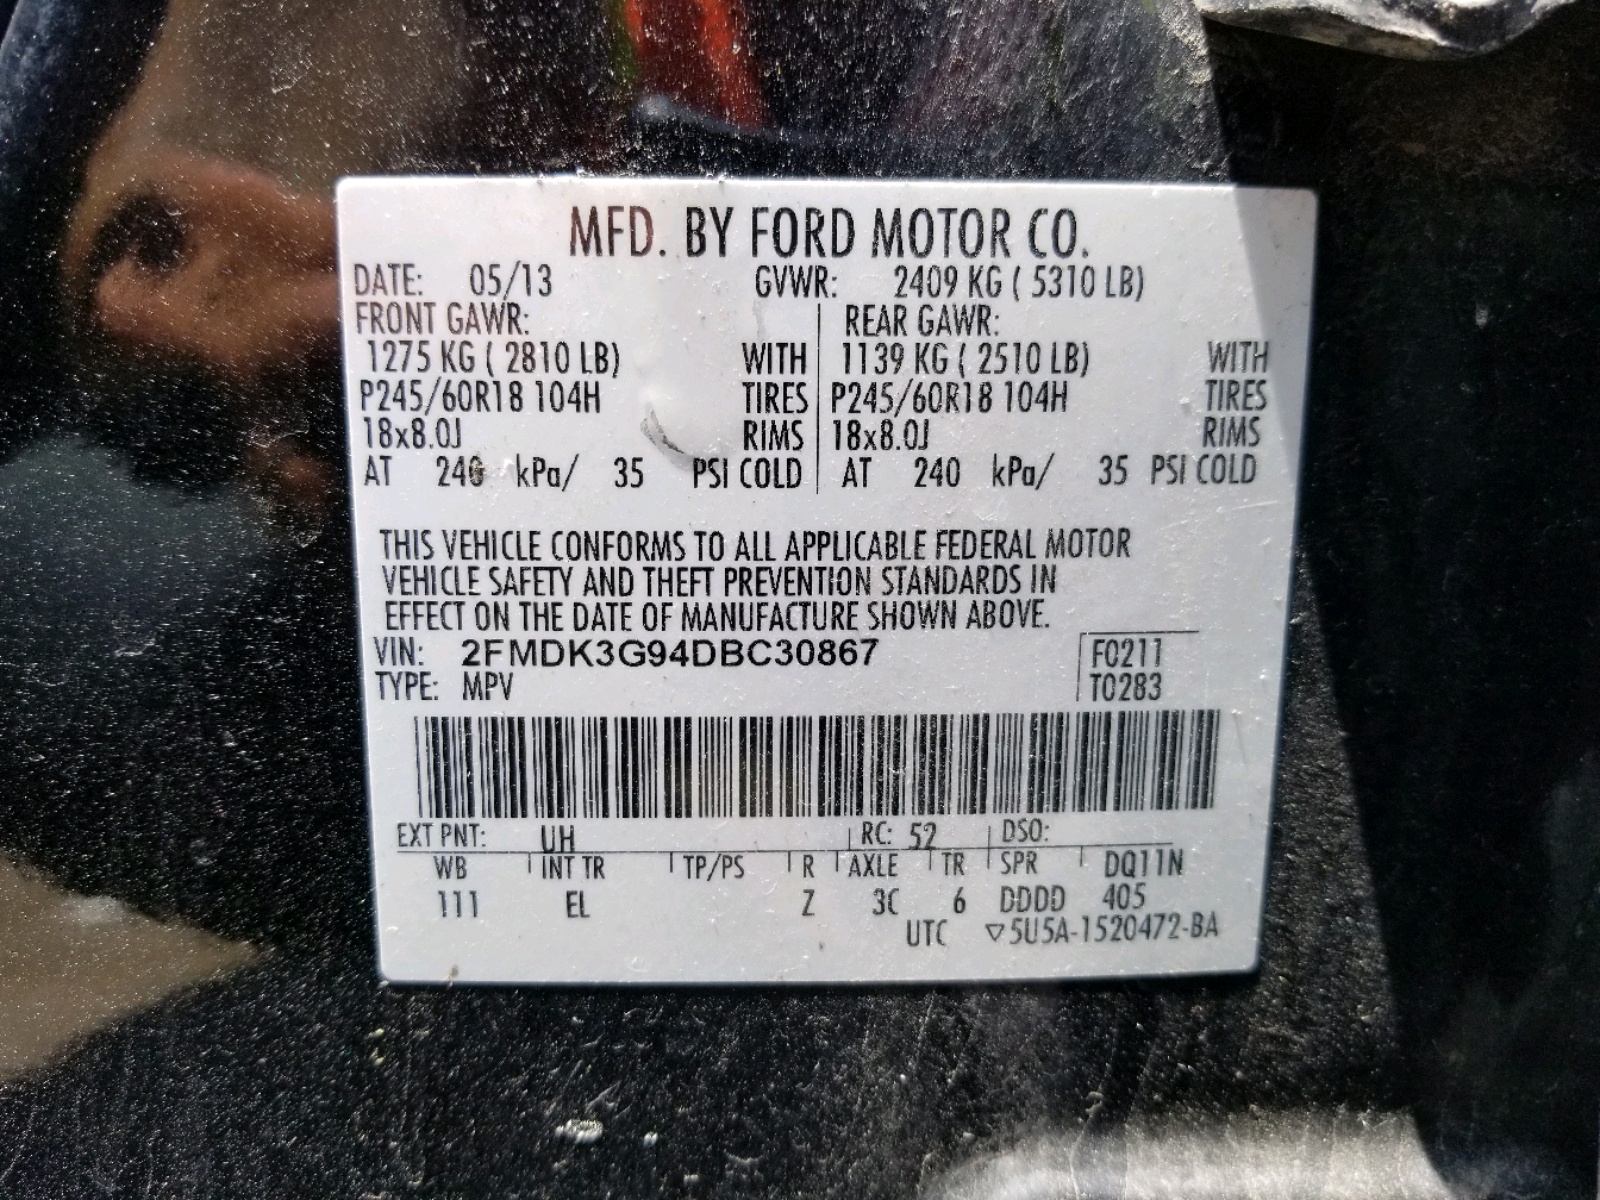 MFD. BY FORD MOTOR CO.
DATE: 05/13 GVWR: 2409 KG ( 5310 LB)
FRONT GAWR: REAR GAWR:
1275 KG ( 2810 LB) WITH 1139 KG ( 2510 LB) WITH
P245/60R18 104H TIRES P245/60R18 104H TIRES
18x8.0J RIMS 18x8.0J RIMS
AT 240 kPa/ 35 PSI COLD AT 240 kPa/ 35 PSI COLD
THIS VEHICLE CONFORMS TO ALL APPLICABLE FEDERAL MOTOR
VEHICLE SAFETY AND THEFT PREVENTION STANDARDS IN
EFFECT ON THE DATE OF MANUFACTURE SHOWN ABOVE.
VIN: 2FMDK3G94DBC30867 F0211
TYPE: MPV T0283
EXT PNT: UH RC: 52 DSO:
WB INT TR TP/PS R AXLE TR SPR DQ11N
111 EL Z 3C 6 DDDD 405
UTC ▽5U5A-1520472-BA